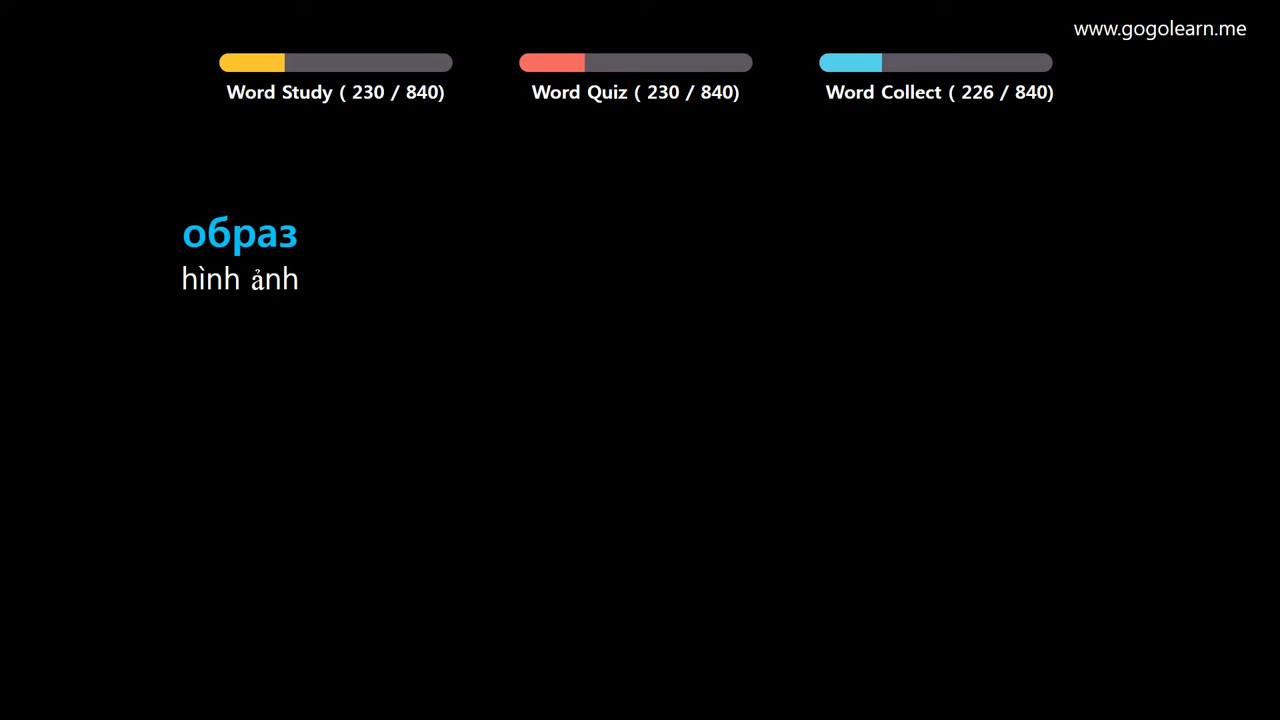 www.gogolearn.me
Word Study ( 230 / 840)
Word Quiz ( 230 / 840)
Word Collect ( 226 / 840)
образ
hình ảnh